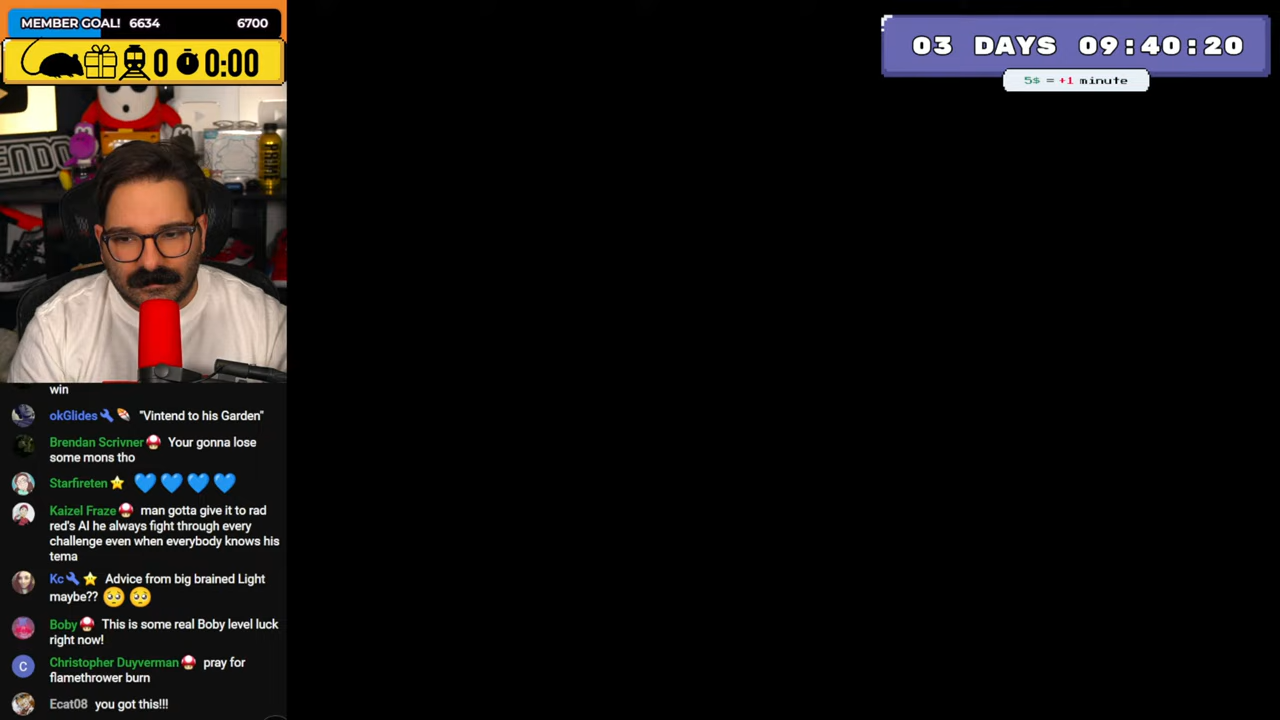 MEMBER GOAL! 6634 6700
0 0:00
03 DAYS 09:40:20
5$ = +1 minute
ENDO
win
okGlides "Vintend to his Garden"
Brendan Scrivner Your gonna lose
some mons tho
Starfireten
Kaizel Fraze man gotta give it to rad
red's AI he always fight through every
challenge even when everybody knows his
tema
Kc Advice from big brained Light
maybe??
Boby This is some real Boby level luck
right now!
C Christopher Duyverman pray for
flamethrower burn
Ecat08 you got this!!!